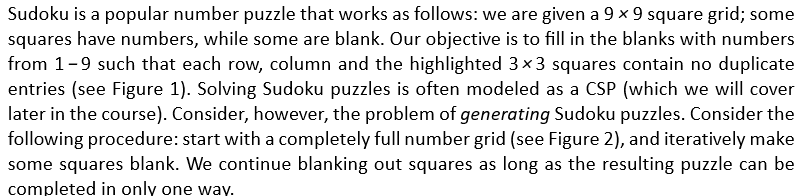 Sudoku is a popular number puzzle that works as follows: we are given a 9 × 9 square grid; some
squares have numbers, while some are blank. Our objective is to fill in the blanks with numbers
from 1–9 such that each row, column and the highlighted 3×3 squares contain no duplicate
entries (see Figure 1). Solving Sudoku puzzles is often modeled as a CSP (which we will cover
later in the course). Consider, however, the problem of generating Sudoku puzzles. Consider the
following procedure: start with a completely full number grid (see Figure 2), and iteratively make
some squares blank. We continue blanking out squares as long as the resulting puzzle can be
completed in only one way.